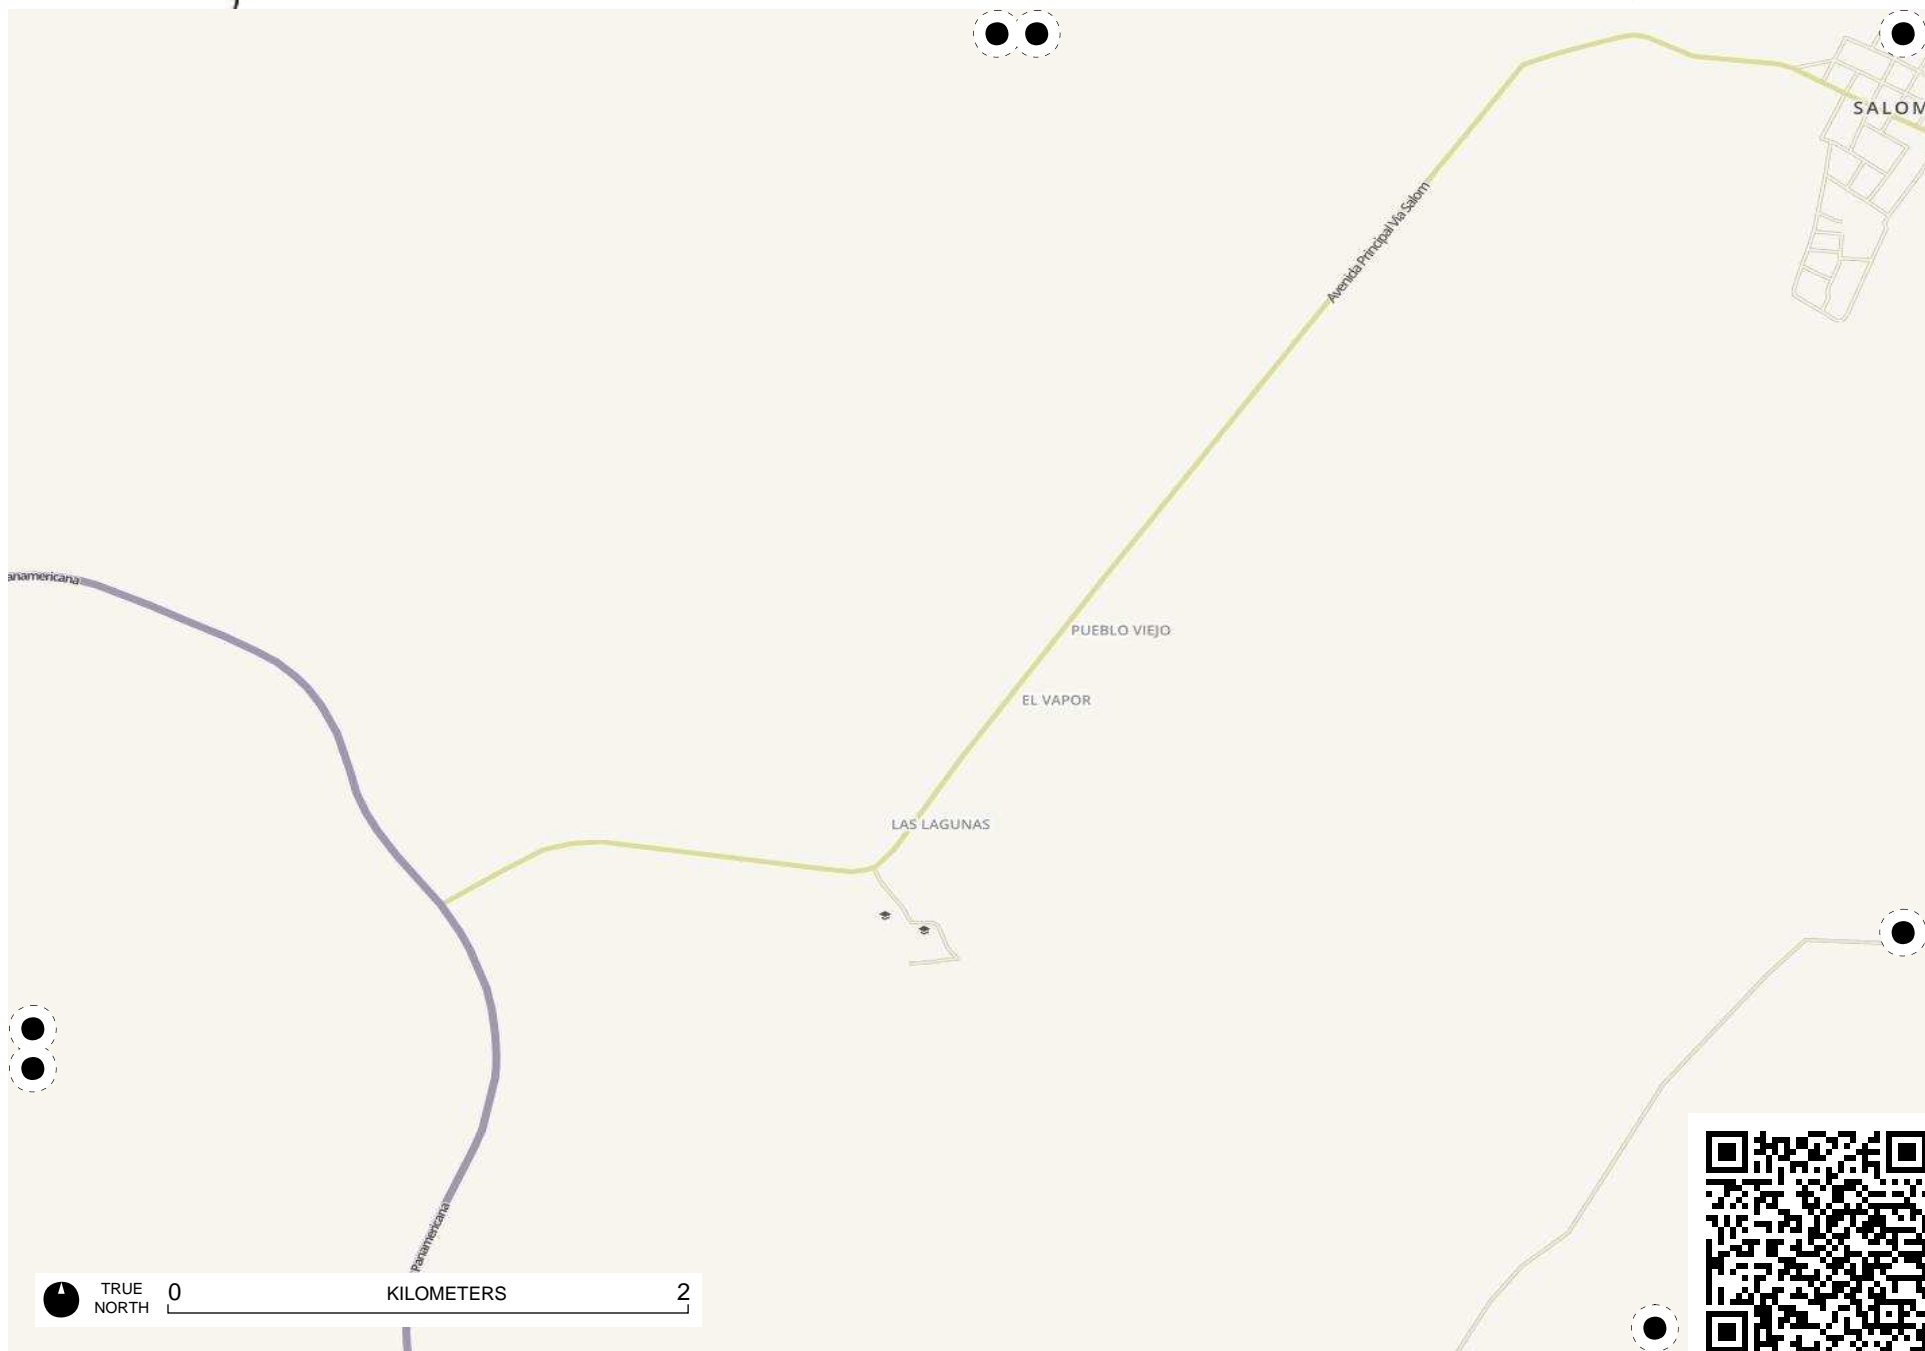 SALOM
Avenida Principal Via Salom
anamericana
PUEBLO VIEJO
EL VAPOR
LAS LAGUNAS
Panamericana
TRUE
NORTH
0 KILOMETERS 2